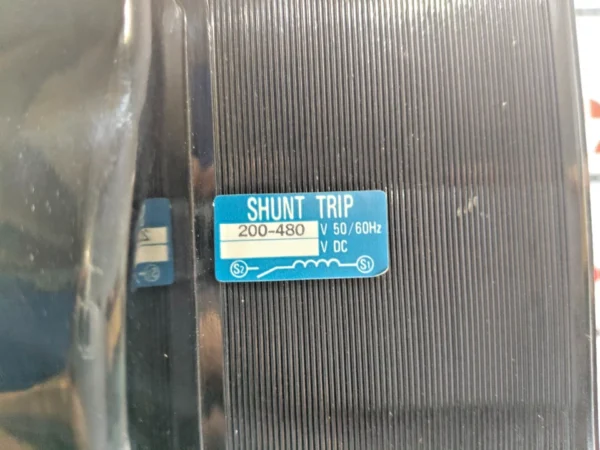 SHUNT TRIP
200-480 V 50/60Hz
V DC
S2 S1